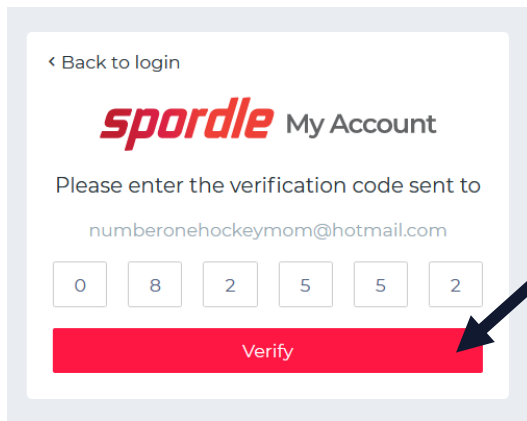 ‹ Back to login
spordle My Account
Please enter the verification code sent to
numberonehockeymom@hotmail.com
0 8 2 5 5 2
Verify